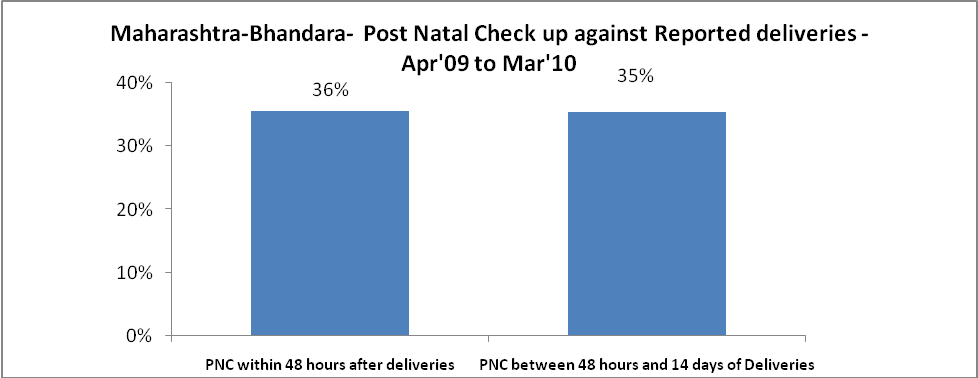 Maharashtra-Bhandara- Post Natal Check up against Reported deliveries -
Apr'09 to Mar'10
40%
36%
35%
30%
20%
10%
0%
PNC within 48 hours after deliveries
PNC between 48 hours and 14 days of Deliveries